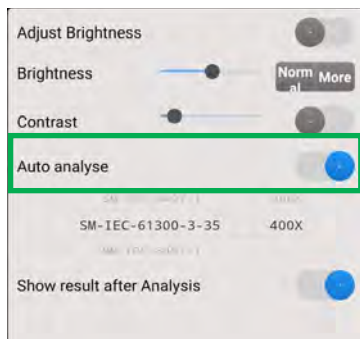 Adjust Brightness
Brightness Norm
al More
Contrast
Auto analyse
SM-IEC-61300-3-35 400X
Show result after Analysis